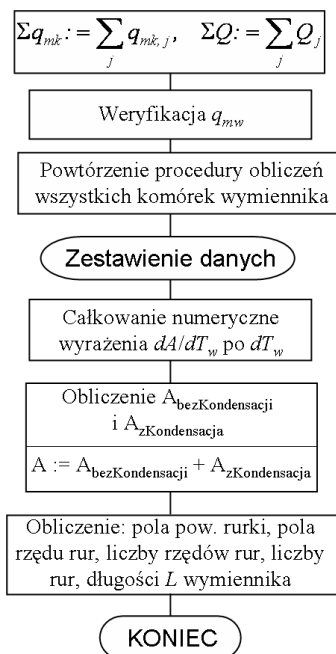 Σq_mk := ∑_j q_mk, j, ΣQ := ∑_j Q_j
Weryfikacja q_mw
Powtórzenie procedury obliczeń
wszystkich komórek wymiennika
Zestawienie danych
Całkowanie numeryczne
wyrażenia dA/dT_w po dT_w
Obliczenie A_bezKondensacji
i A_zKondensacja
A := A_bezKondensacji + A_zKondensacja
Obliczenie: pola pow. rurki, pola
rzędu rur, liczby rzędów rur, liczby
rur, długości L wymiennika
KONIEC